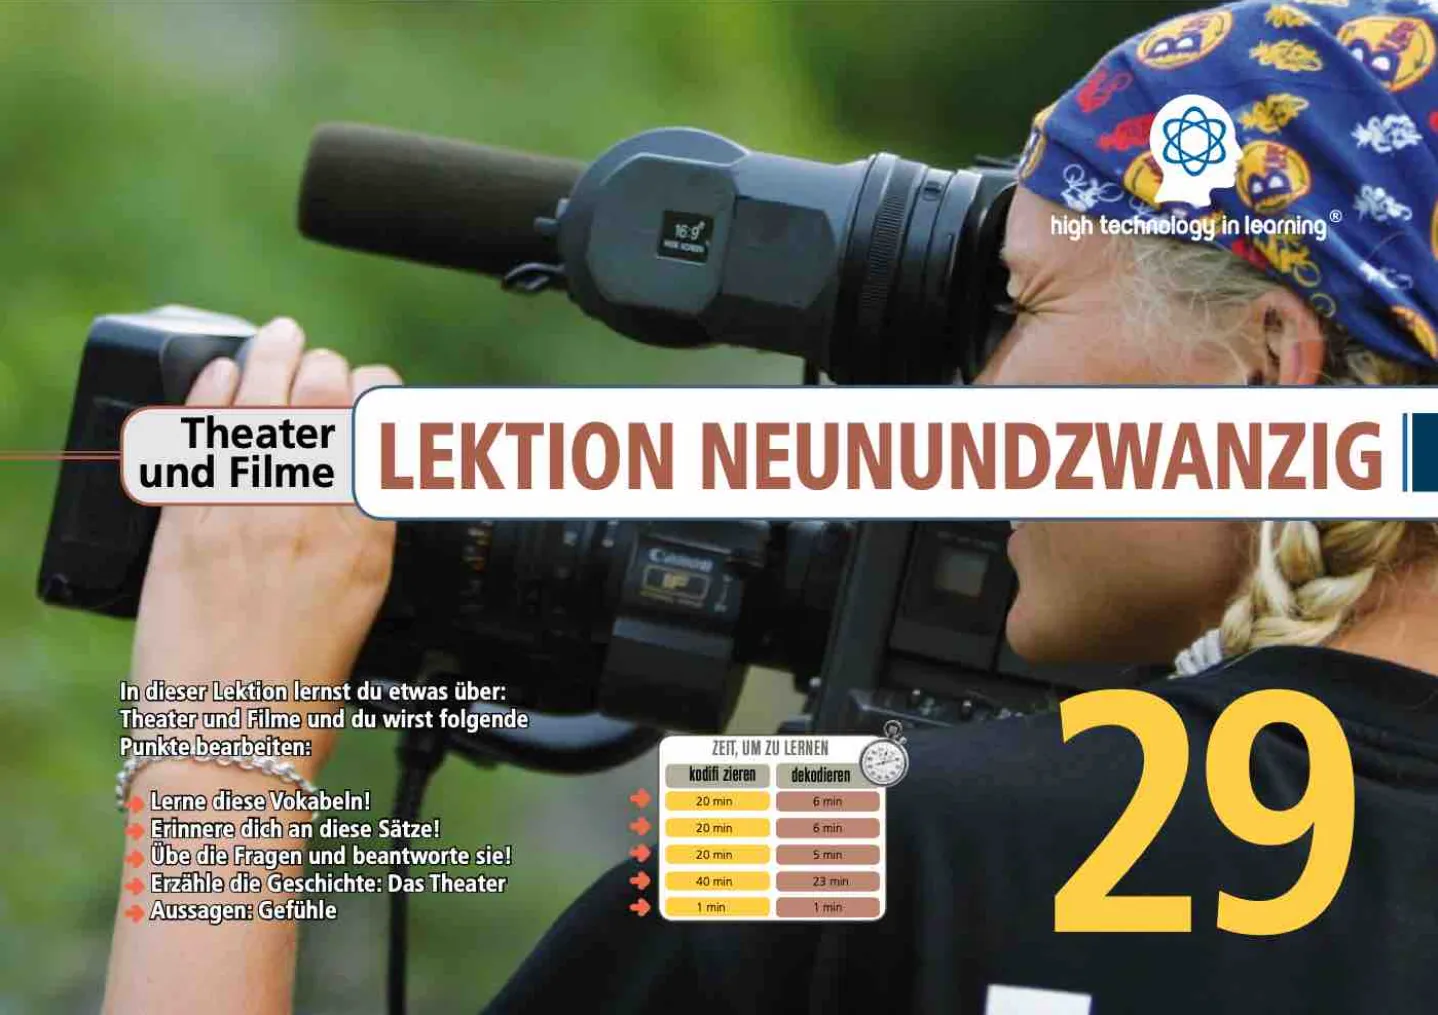 16:9
high technology in learning®
Theater
und Filme
LEKTION NEUNUNDZWANZIG
Canon
In dieser Lektion lernst du etwas über:
Theater und Filme und du wirst folgende
Punkte bearbeiten:
Lerne diese Vokabeln!
Erinnere dich an diese Sätze!
Übe die Fragen und beantworte sie!
Erzähle die Geschichte: Das Theater
Aussagen: Gefühle
ZEIT, UM ZU LERNEN
kodifi zieren dekodieren
20 min 6 min
20 min 6 min
20 min 5 min
40 min 23 min
1 min 1 min
29